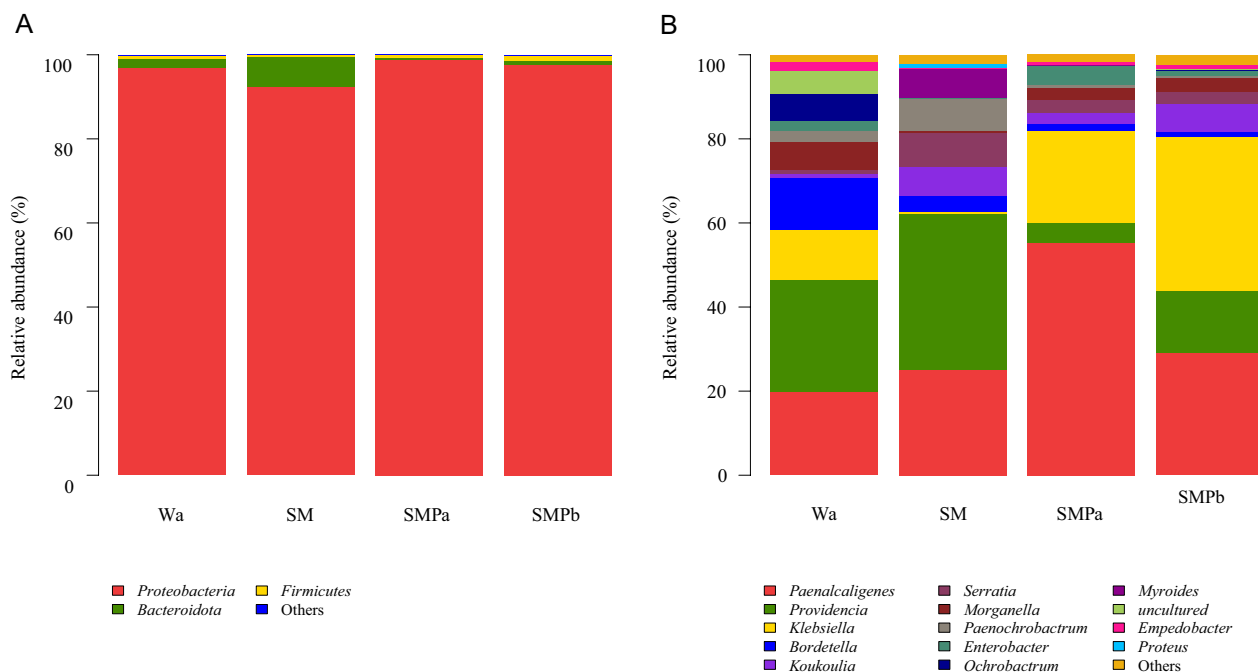 A
Relative abundance (%)
100
80
60
40
20
0
Wa SM SMPa SMPb
Proteobacteria Firmicutes
Bacteroidota Others
B
Relative abundance (%)
100
80
60
40
20
0
Wa SM SMPa SMPb
Paenalcaligenes Serratia Myroides
Providencia Morganella uncultured
Klebsiella Paenochrobactrum Empedobacter
Bordetella Enterobacter Proteus
Koukoulia Ochrobactrum Others